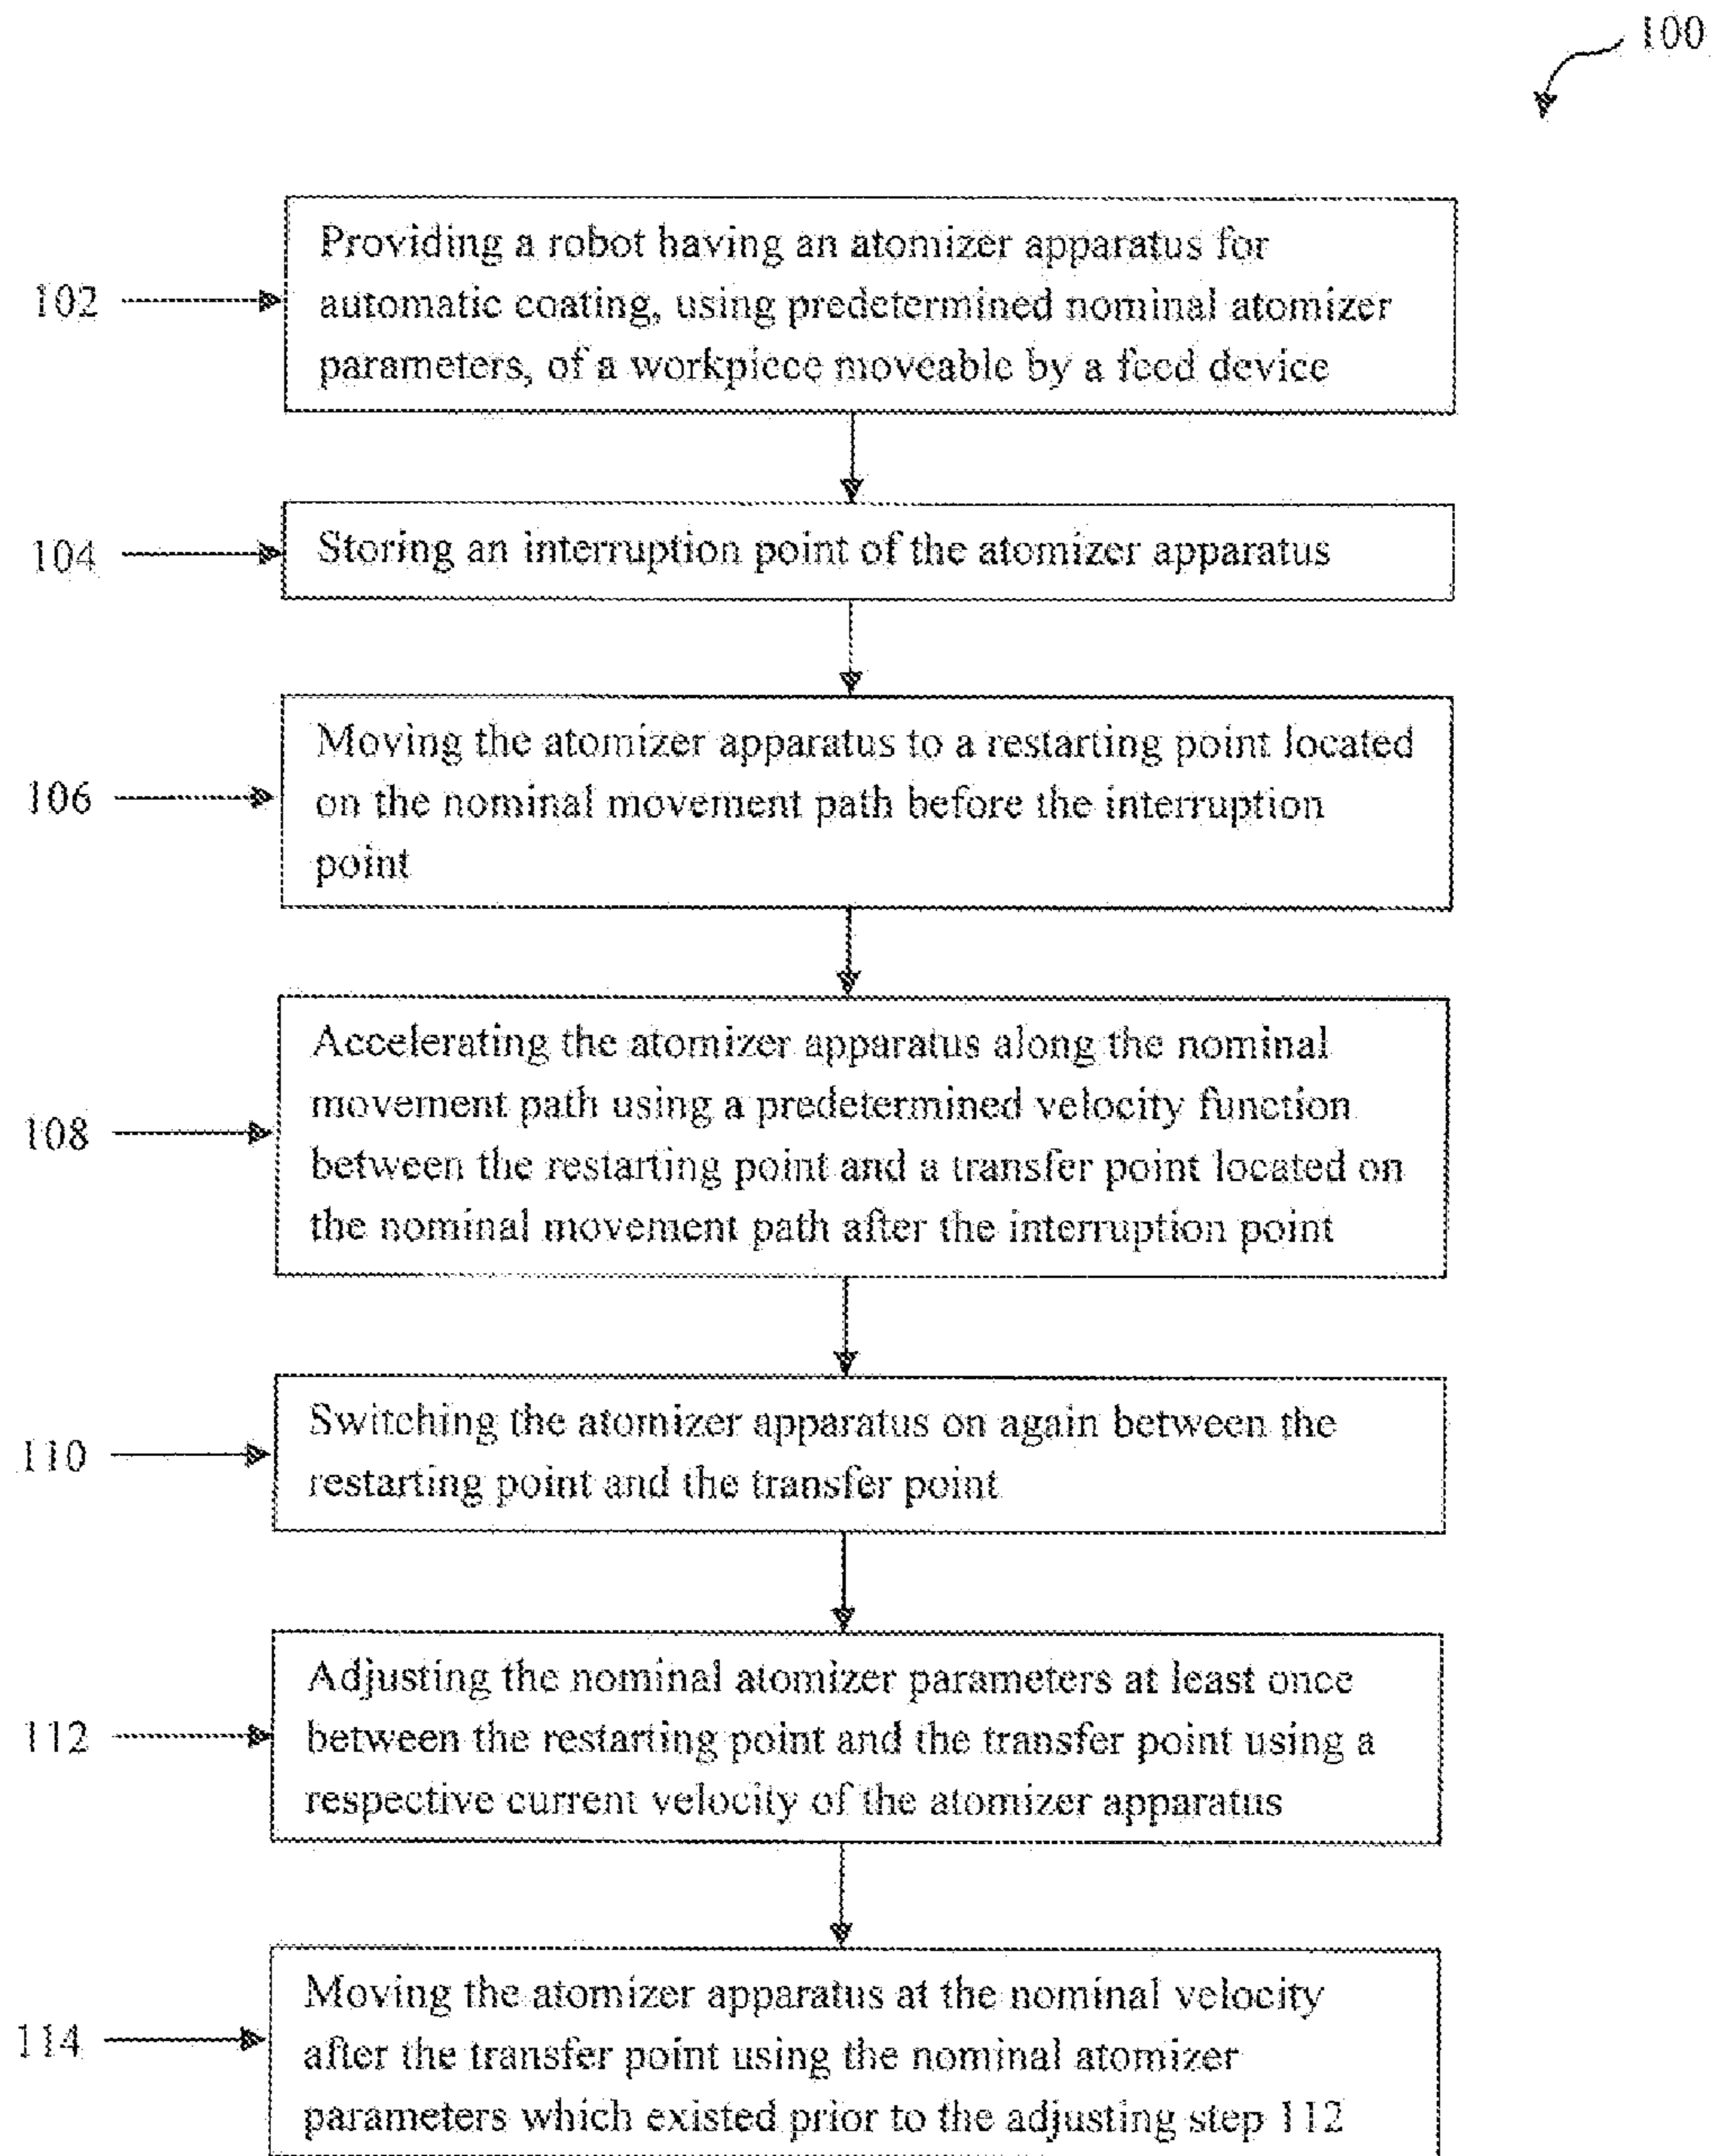 100
102
Providing a robot having an atomizer apparatus for
automatic coating, using predetermined nominal atomizer
parameters, of a workpiece moveable by a feed device
104
Storing an interruption point of the atomizer apparatus
106
Moving the atomizer apparatus to a restarting point located
on the nominal movement path before the interruption
point
108
Accelerating the atomizer apparatus along the nominal
movement path using a predetermined velocity function
between the restarting point and a transfer point located on
the nominal movement path after the interruption point
110
Switching the atomizer apparatus on again between the
restarting point and the transfer point
112
Adjusting the nominal atomizer parameters at least once
between the restarting point and the transfer point using a
respective current velocity of the atomizer apparatus
114
Moving the atomizer apparatus at the nominal velocity
after the transfer point using the nominal atomizer
parameters which existed prior to the adjusting step 112